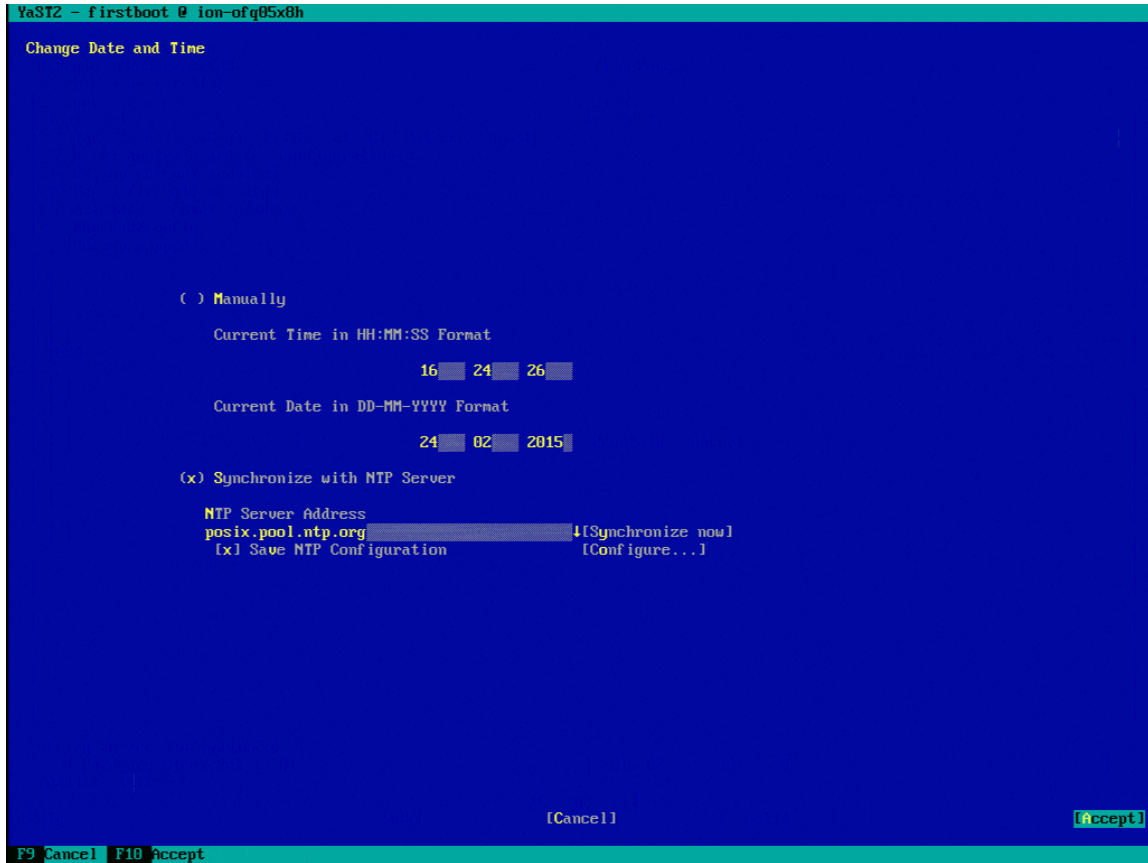 YaST2 - firstboot @ ion-ofq05x8h
Change Date and Time
( ) Manually
Current Time in HH:MM:SS Format
16 24 26
Current Date in DD-MM-YYYY Format
24 02 2015
(x) Synchronize with NTP Server
NTP Server Address
posix.pool.ntp.org ↓[Synchronize now]
[x] Save NTP Configuration [Configure...]
[Cancel] [Accept]
F9 Cancel F10 Accept